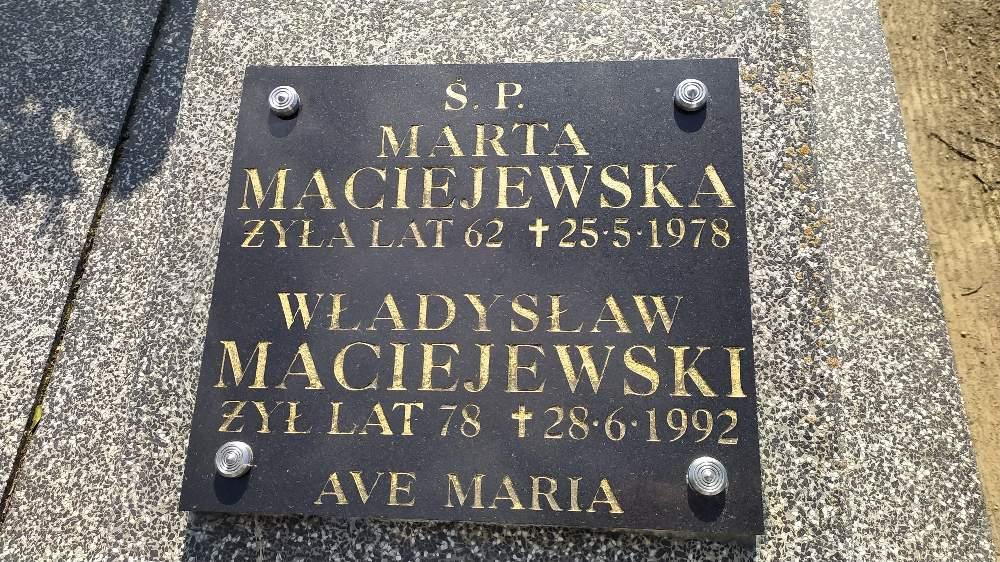 Ś. P.
MARTA
MACIEJEWSKA
ŻYŁA LAT 62 ✝ 25·5·1978
WŁADYSŁAW
MACIEJEWSKI
ŻYŁ LAT 78 ✝ 28·6·1992
AVE MARIA